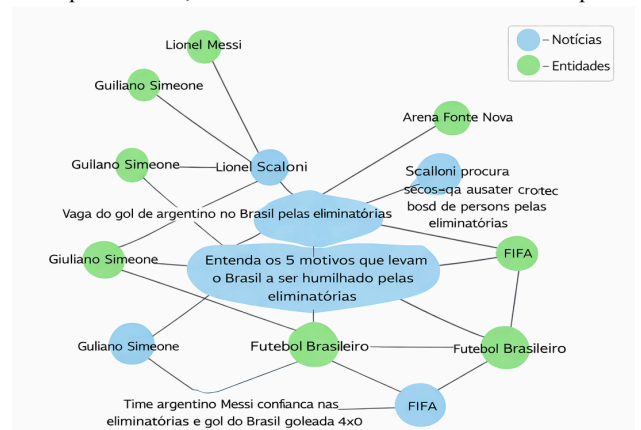 Lionel Messi
– Notícias
– Entidades
Guiliano Simeone
Arena Fonte Nova
Gullano Simeone
Lionel Scaloni
Scalloni procura
secos-qa ausater crotec
bosd de persons pelas
eliminatórias
Vaga do gol de argentino no Brasil pelas eliminatórias
Giuliano Simeone
Entenda os 5 motivos que levam
o Brasil a ser humilhado pelas
eliminatórias
FIFA
Guliano Simeone
Futebol Brasileiro
Futebol Brasileiro
Time argentino Messi confianca nas
eliminatórias e gol do Brasil goleada 4x0
FIFA